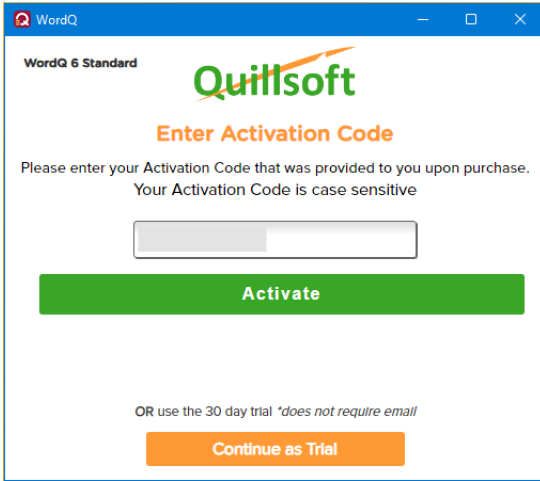 WordQ
WordQ 6 Standard
Quillsoft
Enter Activation Code
Please enter your Activation Code that was provided to you upon purchase.
Your Activation Code is case sensitive
Activate
OR use the 30 day trial *does not require email
Continue as Trial